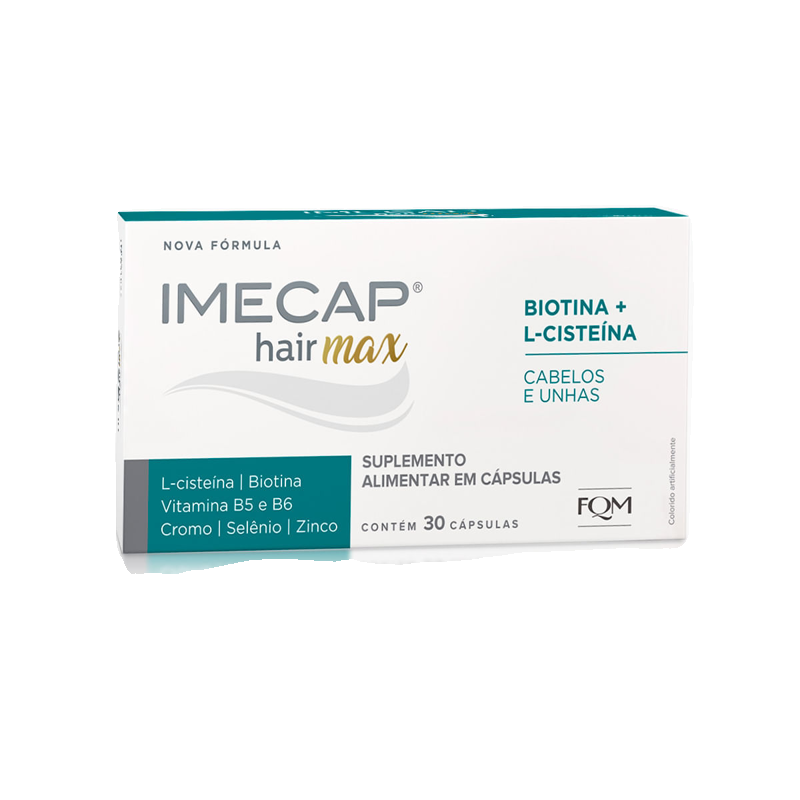 NOVA FÓRMULA
IMECAP®
hair max
BIOTINA +
L-CISTEÍNA
CABELOS
E UNHAS
L-cisteína | Biotina
Vitamina B5 e B6
Cromo | Selênio | Zinco
SUPLEMENTO
ALIMENTAR EM CÁPSULAS
CONTÉM 30 CÁPSULAS
FQM
Colorido artificialmente